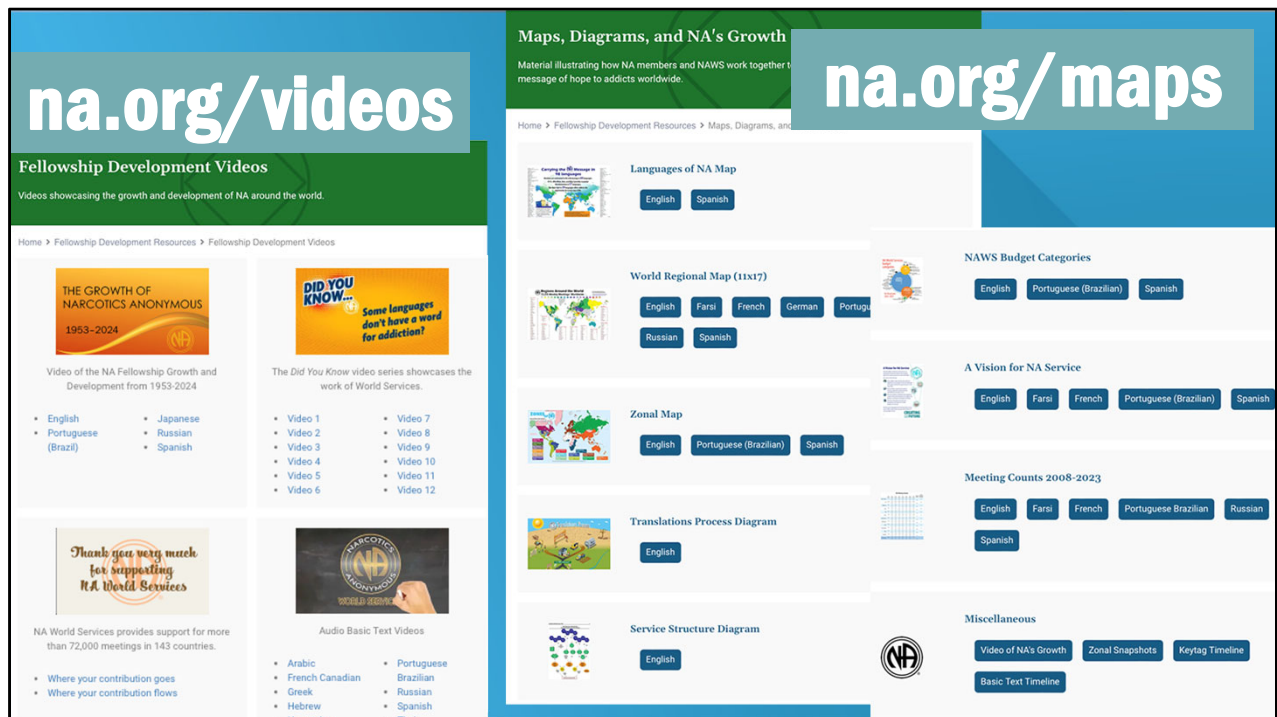 na.org/videos
Fellowship Development Videos
Videos showcasing the growth and development of NA around the world.
Home > Fellowship Development Resources > Fellowship Development Videos
THE GROWTH OF
NARCOTICS ANONYMOUS
1953–2024
Video of the NA Fellowship Growth and
Development from 1953-2024
English
Portuguese
(Brazil)
Japanese
Russian
Spanish
DID YOU
KNOW...
Some languages
don't have a word
for addiction?
The Did You Know video series showcases the
work of World Services.
Video 1
Video 2
Video 3
Video 4
Video 5
Video 6
Video 7
Video 8
Video 9
Video 10
Video 11
Video 12
Thank you very much
for supporting
NA World Services
NA World Services provides support for more
than 72,000 meetings in 143 countries.
Where your contribution goes
Where your contribution flows
NARCOTICS
NA
ANONYMOUS
WORLD
Audio Basic Text Videos
Arabic
French Canadian
Greek
Hebrew
Portuguese
Brazilian
Russian
Spanish
na.org/maps
Maps, Diagrams, and NA's Growth
Material illustrating how NA members and NAWS work together
message of hope to addicts worldwide.
Home > Fellowship Development Resources > Maps, Diagrams, and
Languages of NA Map
English Spanish
World Regional Map (11x17)
English Farsi French German Portugu
Russian Spanish
Zonal Map
English Portuguese (Brazilian) Spanish
Translations Process Diagram
English
Service Structure Diagram
English
NAWS Budget Categories
English Portuguese (Brazilian) Spanish
A Vision for NA Service
English Farsi French Portuguese (Brazilian) Spanish
Meeting Counts 2008-2023
English Farsi French Portuguese Brazilian Russian
Spanish
NA
Miscellaneous
Video of NA's Growth Zonal Snapshots Keytag Timeline
Basic Text Timeline